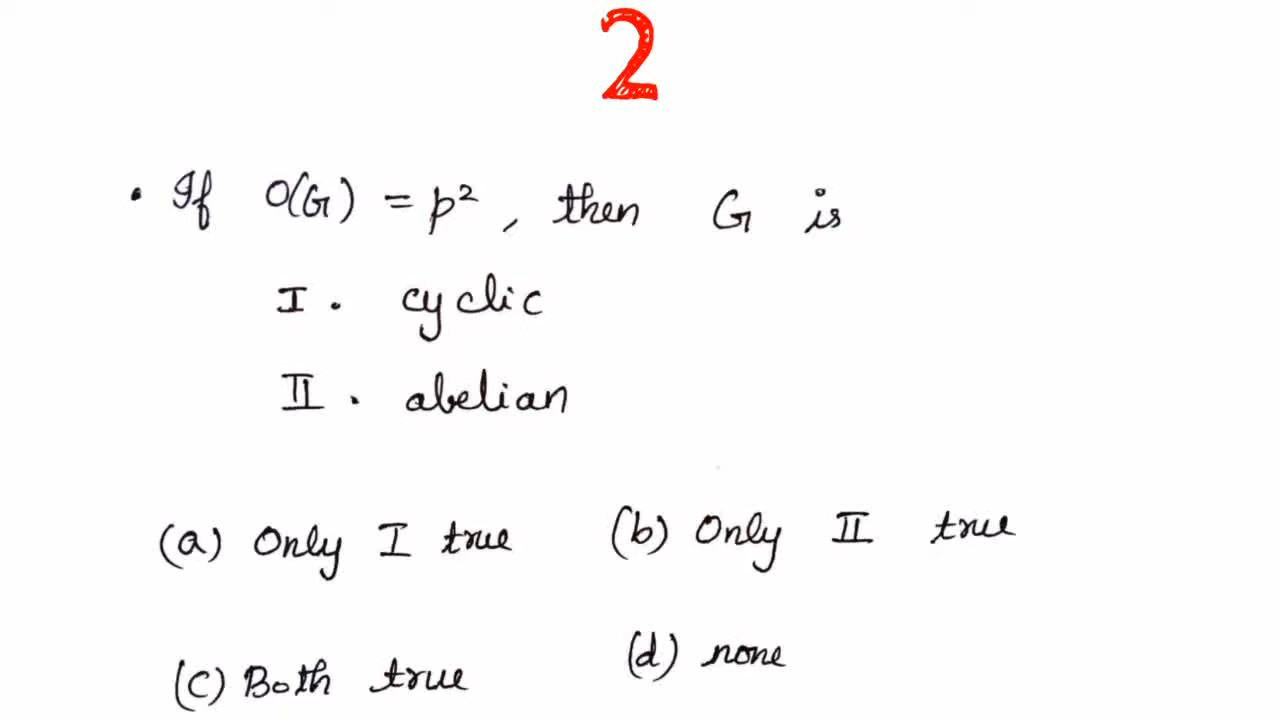 2
• If O(G) = p², then G is
I. cyclic
II. abelian
(a) Only I true (b) Only II true
(c) Both true (d) none